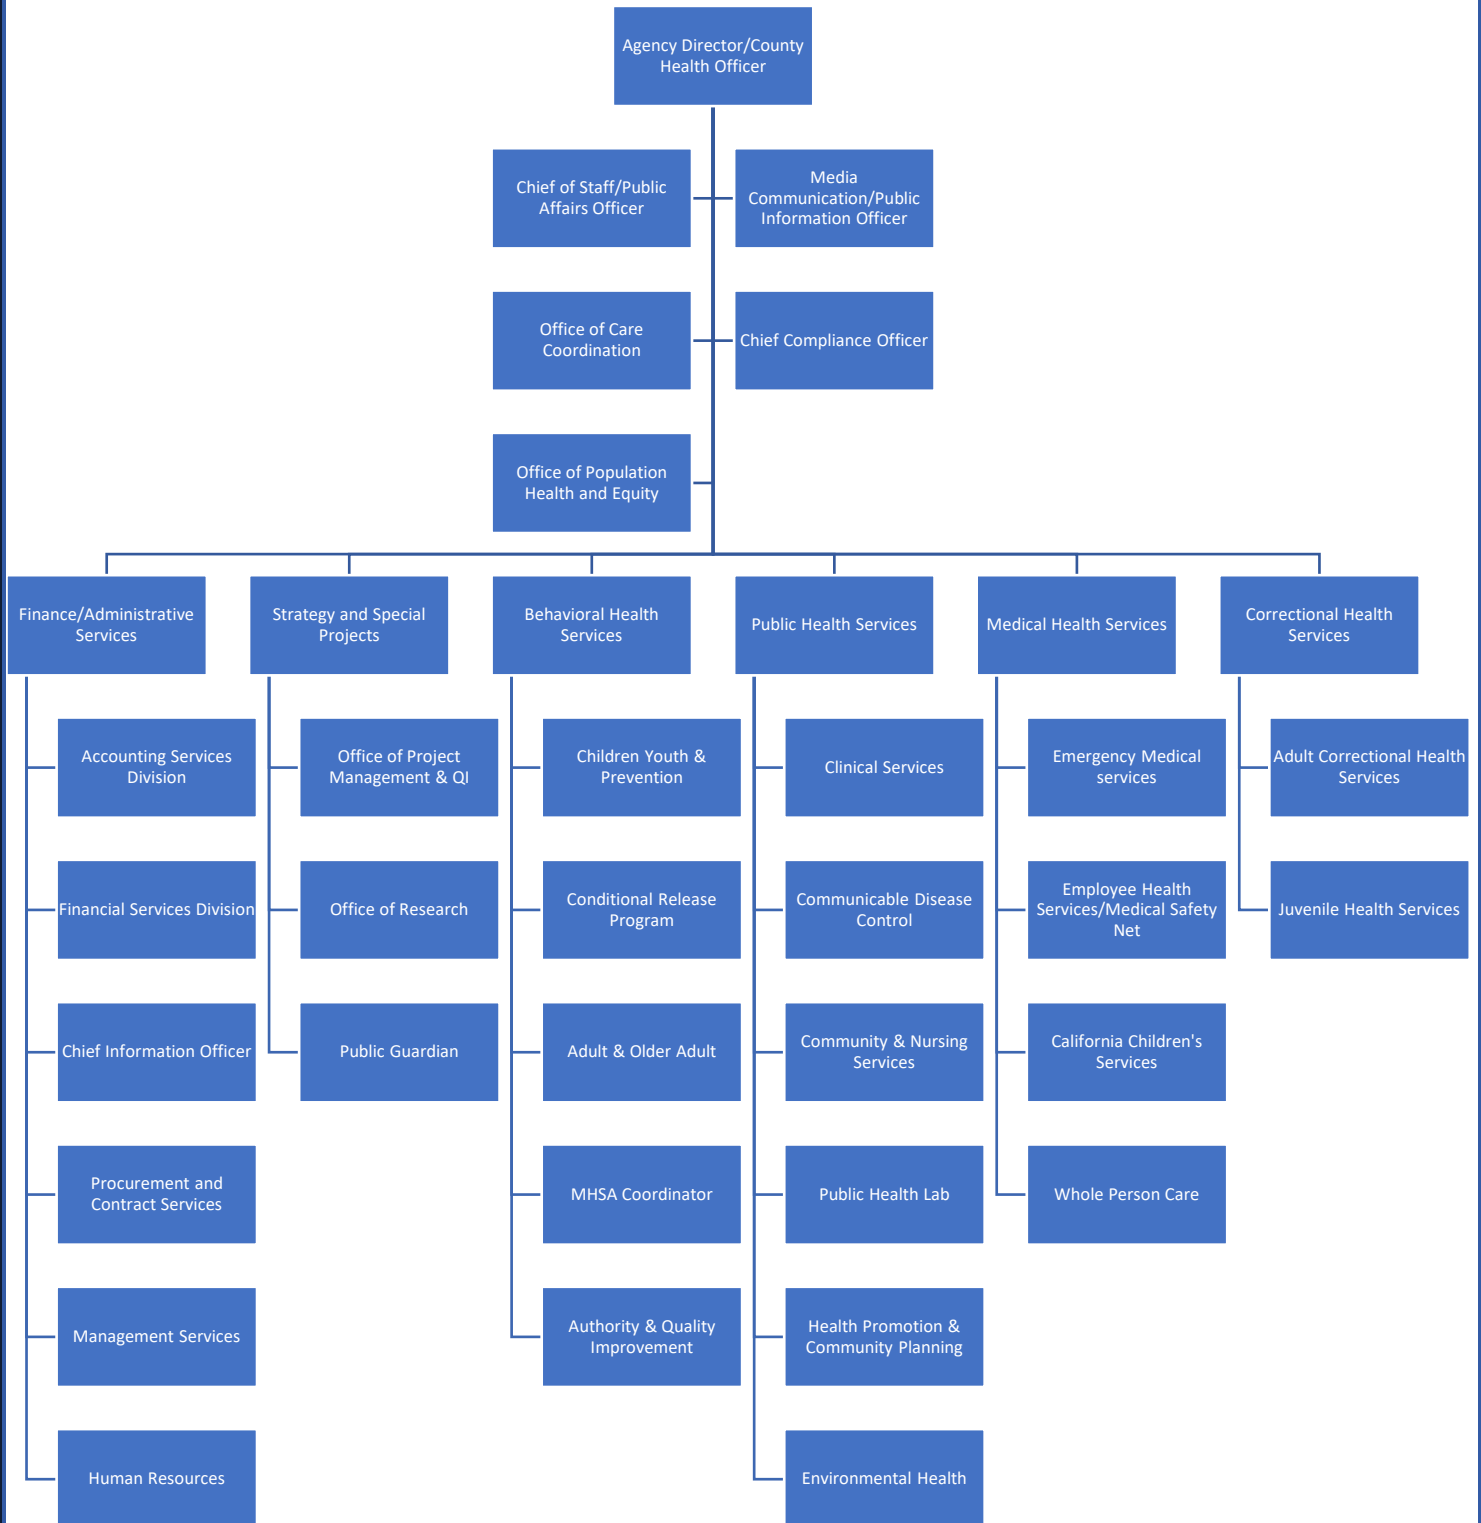 Agency Director/County
Health Officer
Chief of Staff/Public
Affairs Officer
Media
Communication/Public
Information Officer
Office of Care
Coordination
Chief Compliance Officer
Office of Population
Health and Equity
Finance/Administrative
Services
Strategy and Special
Projects
Behavioral Health
Services
Public Health Services
Medical Health Services
Correctional Health
Services
Accounting Services
Division
Financial Services Division
Chief Information Officer
Procurement and
Contract Services
Management Services
Human Resources
Office of Project
Management & QI
Office of Research
Public Guardian
Children Youth &
Prevention
Conditional Release
Program
Adult & Older Adult
MHSA Coordinator
Authority & Quality
Improvement
Clinical Services
Communicable Disease
Control
Community & Nursing
Services
Public Health Lab
Health Promotion &
Community Planning
Environmental Health
Emergency Medical
services
Employee Health
Services/Medical Safety
Net
California Children's
Services
Whole Person Care
Adult Correctional Health
Services
Juvenile Health Services